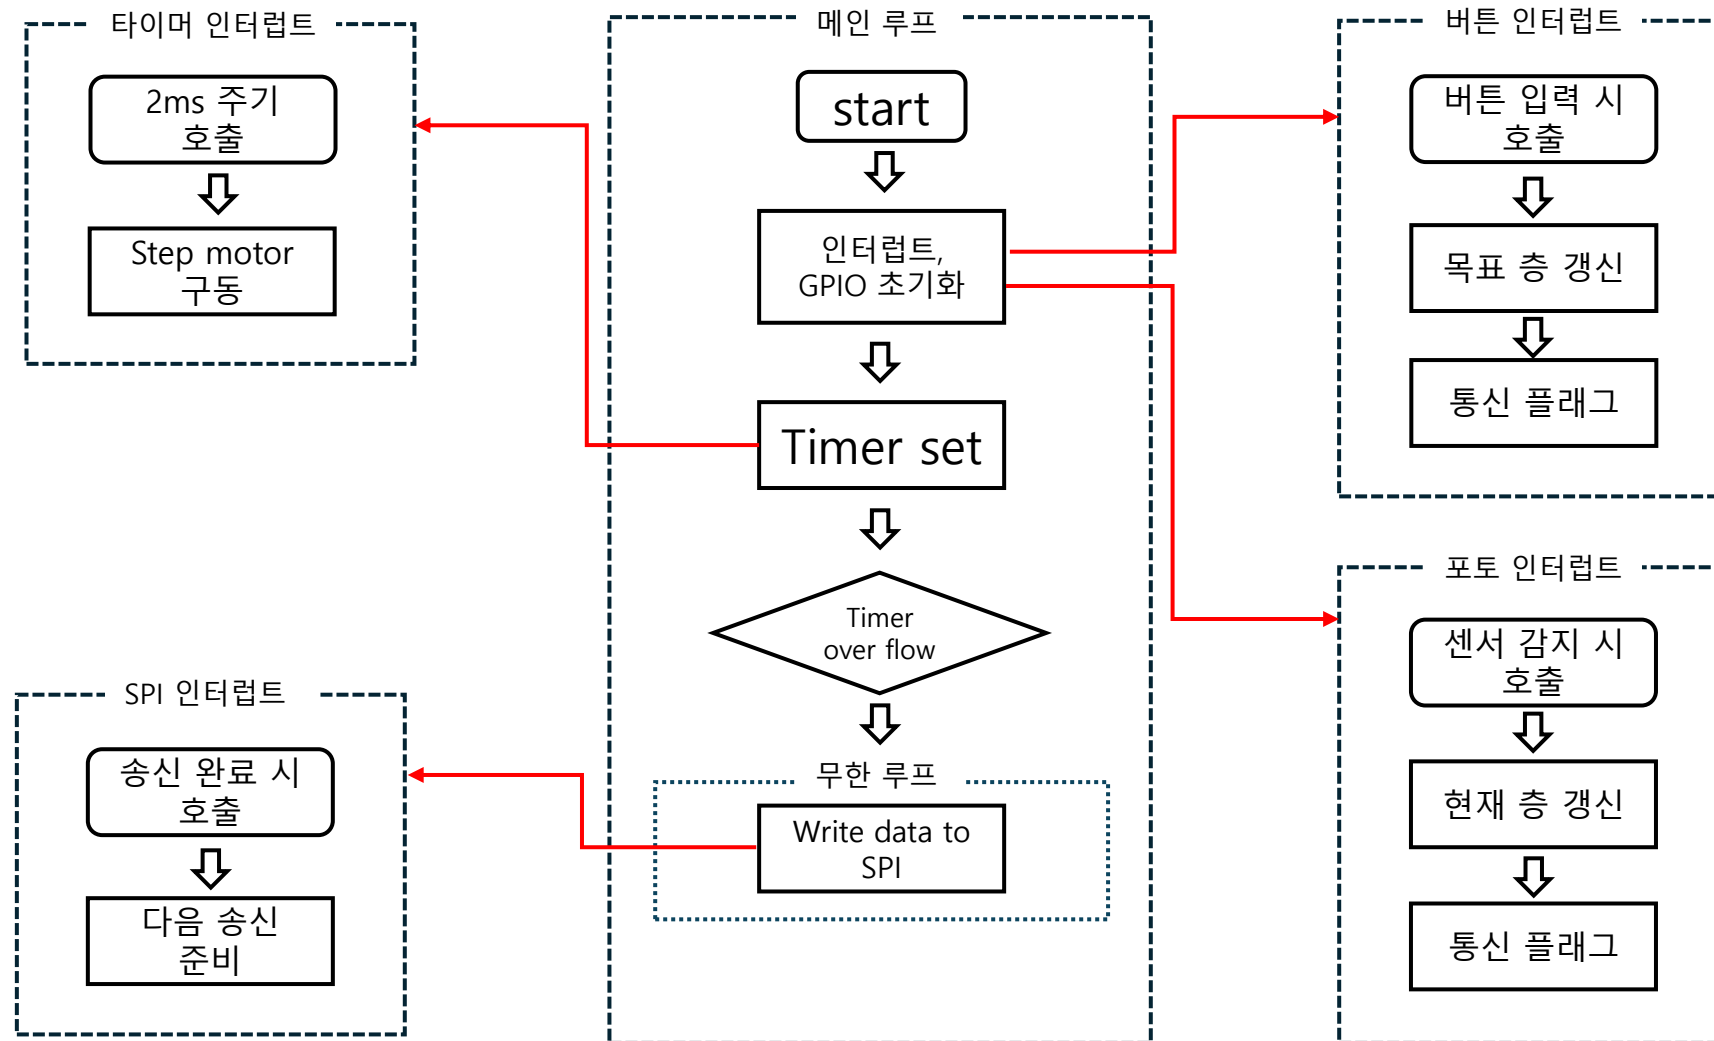 타이머 인터럽트
2ms 주기
호출
Step motor
구동
메인 루프
start
인터럽트,
GPIO 초기화
Timer set
Timer
over flow
무한 루프
Write data to
SPI
버튼 인터럽트
버튼 입력 시
호출
목표 층 갱신
통신 플래그
포토 인터럽트
센서 감지 시
호출
현재 층 갱신
통신 플래그
SPI 인터럽트
송신 완료 시
호출
다음 송신
준비